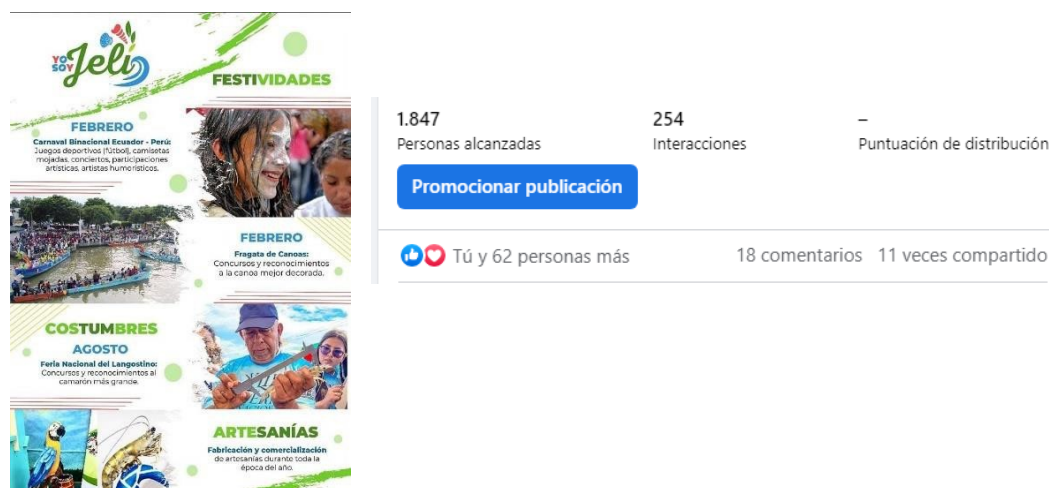 YO SOY Jeli
FESTIVIDADES
FEBRERO
Carnaval Binacional Ecuador - Perú:
Juegos deportivos (fútbol), camisetas
mojadas, conciertos, participaciones
artísticas, artistas humorísticos.
FEBRERO
Fragata de Canoas:
Concursos y reconocimientos
a la canoa mejor decorada.
COSTUMBRES
AGOSTO
Feria Nacional del Langostino:
Concursos y reconocimientos al
camarón más grande.
ARTESANÍAS
Fabricación y comercialización
de artesanías durante toda la
época del año.
1.847
Personas alcanzadas
254
Interacciones
–
Puntuación de distribución
Promocionar publicación
Tú y 62 personas más
18 comentarios
11 veces compartido